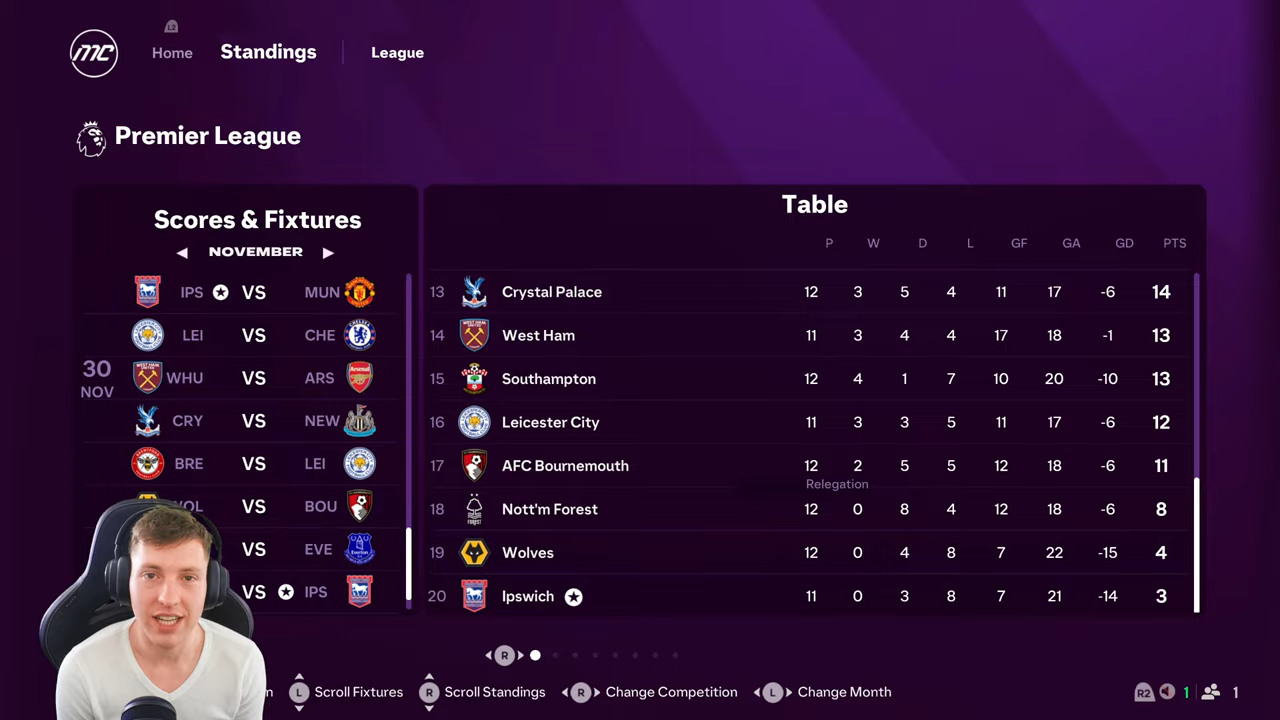 L2
MC
Home Standings League
Premier League
Scores & Fixtures
NOVEMBER
IPS VS MUN
LEI VS CHE
30 NOV
WHU VS ARS
CRY VS NEW
BRE VS LEI
VS BOU
VS EVE
VS IPS
Table
P W D L GF GA GD PTS
13 Crystal Palace 12 3 5 4 11 17 -6 14
14 West Ham 11 3 4 4 17 18 -1 13
15 Southampton 12 4 1 7 10 20 -10 13
16 Leicester City 11 3 3 5 11 17 -6 12
17 AFC Bournemouth 12 2 5 5 12 18 -6 11
Relegation
18 Nott'm Forest 12 0 8 4 12 18 -6 8
19 Wolves 12 0 4 8 7 22 -15 4
20 Ipswich 11 0 3 8 7 21 -14 3
R
L Scroll Fixtures R Scroll Standings R Change Competition L Change Month
R2 1 1